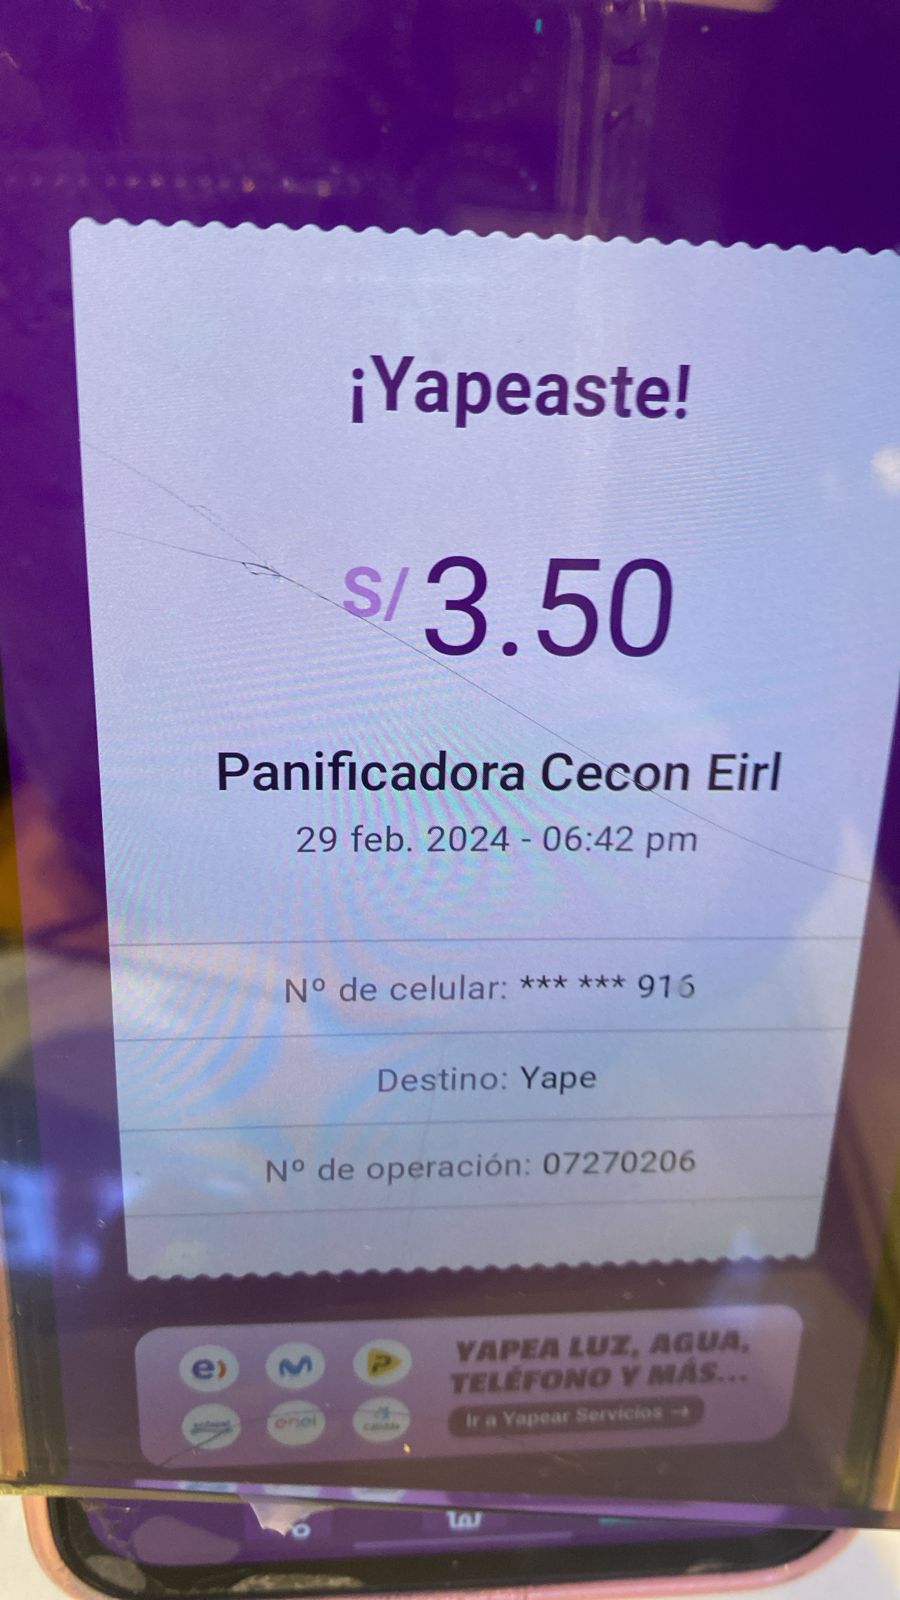 ¡Yapeaste!
S/ 3.50
Panificadora Cecon Eirl
29 feb. 2024 - 06:42 pm
Nº de celular: *** *** 916
Destino: Yape
Nº de operación: 07270206
YAPEA LUZ, AGUA,
TELÉFONO Y MÁS...
Ir a Yapear Servicios →
e)
enel